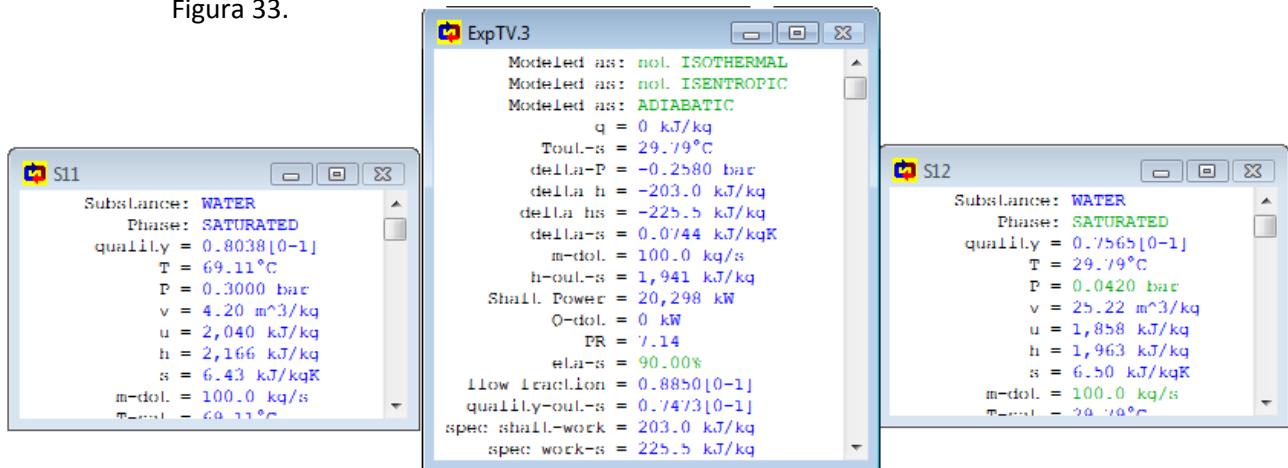 Figura 33.
S11
Substance: WATER
Phase: SATURATED
quality = 0.8038[0-1]
T = 69.11°C
P = 0.3000 bar
v = 4.20 m^3/kg
u = 2,040 kJ/kg
h = 2,166 kJ/kg
s = 6.43 kJ/kgK
m-dot = 100.0 kg/s
T-sat = 69.11°C
ExpTV.3
Modeled as: not ISOTHERMAL
Modeled as: not ISENTROPIC
Modeled as: ADIABATIC
q = 0 kJ/kg
Tout-s = 29.79°C
delta-P = -0.2580 bar
delta h = -203.0 kJ/kg
delta hs = -225.5 kJ/kg
delta-s = 0.0744 kJ/kgK
m-dot = 100.0 kg/s
h-out-s = 1,941 kJ/kg
Shaft Power = 20,298 kW
Q-dot = 0 kW
PR = 7.14
eta-s = 90.00%
flow fraction = 0.8850[0-1]
quality-out-s = 0.7473[0-1]
spec shaft-work = 203.0 kJ/kg
spec work-s = 225.5 kJ/kg
S12
Substance: WATER
Phase: SATURATED
quality = 0.7565[0-1]
T = 29.79°C
P = 0.0420 bar
v = 25.22 m^3/kg
u = 1,858 kJ/kg
h = 1,963 kJ/kg
s = 6.50 kJ/kgK
m-dot = 100.0 kg/s
T-sat = 29.79°C